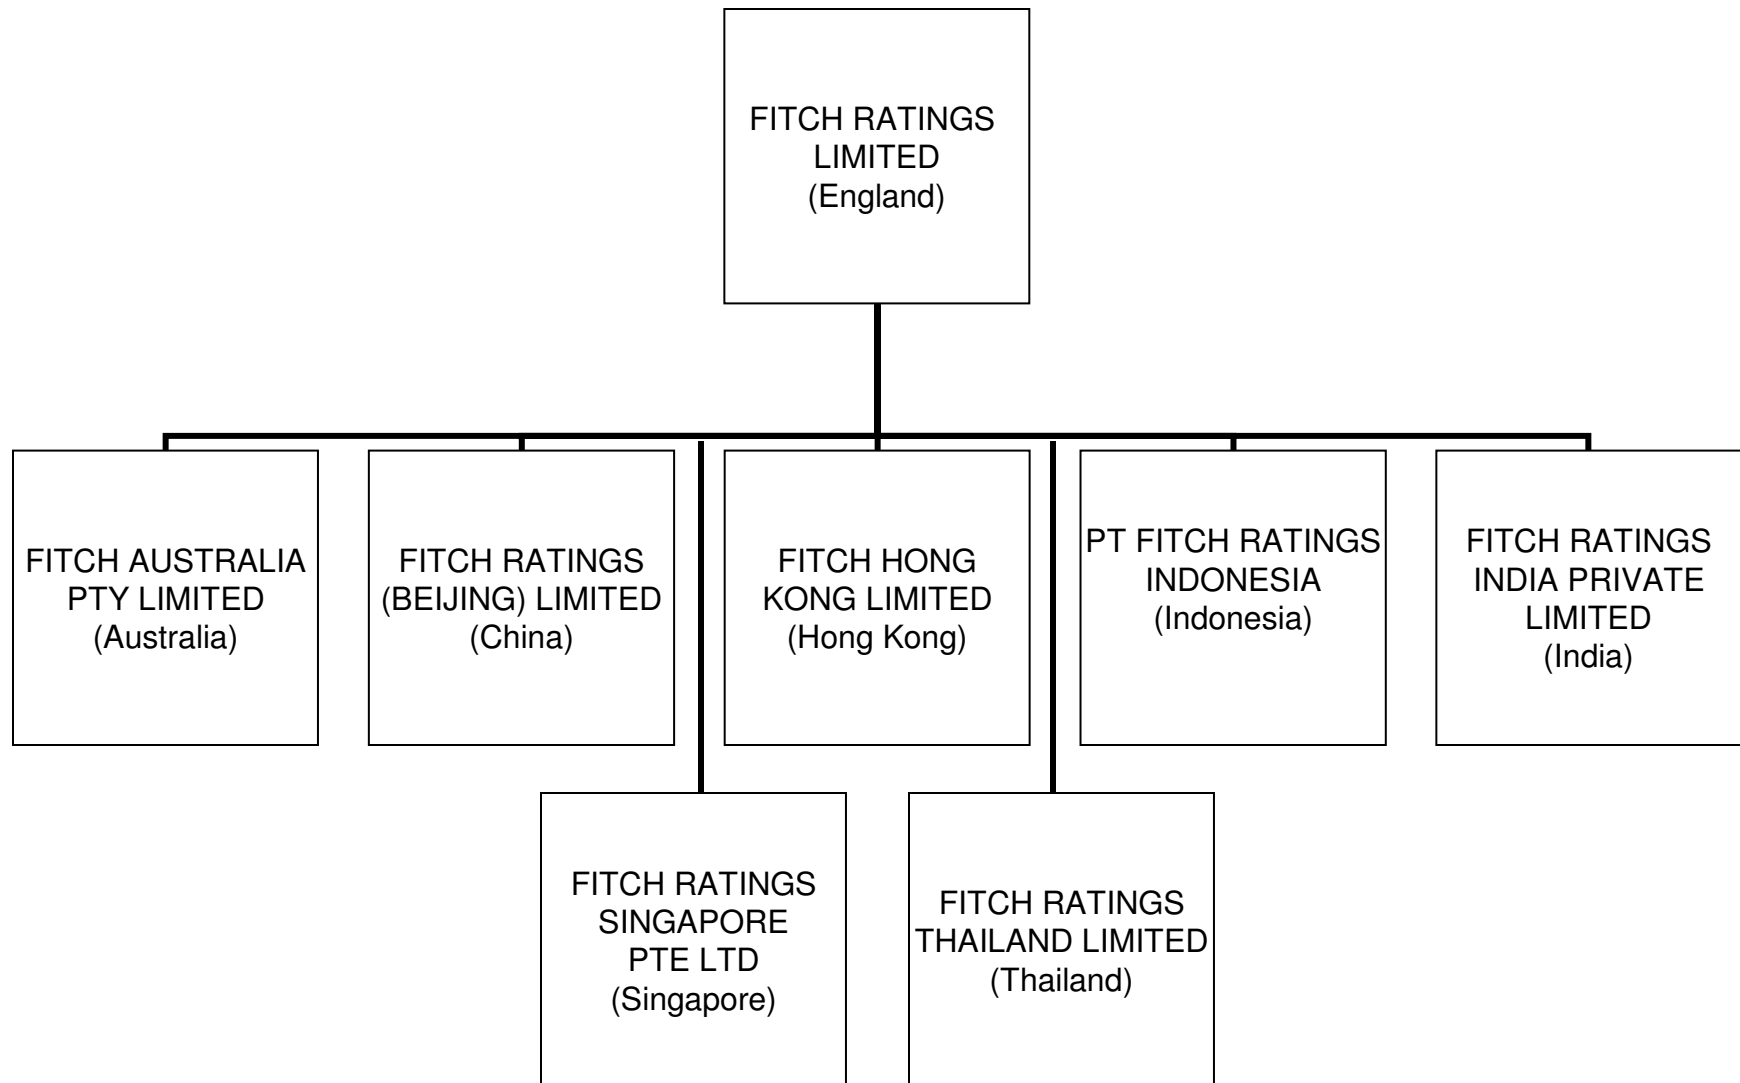 FITCH RATINGS
LIMITED
(England)
FITCH AUSTRALIA
PTY LIMITED
(Australia)
FITCH RATINGS
(BEIJING) LIMITED
(China)
FITCH HONG
KONG LIMITED
(Hong Kong)
PT FITCH RATINGS
INDONESIA
(Indonesia)
FITCH RATINGS
INDIA PRIVATE
LIMITED
(India)
FITCH RATINGS
SINGAPORE
PTE LTD
(Singapore)
FITCH RATINGS
THAILAND LIMITED
(Thailand)